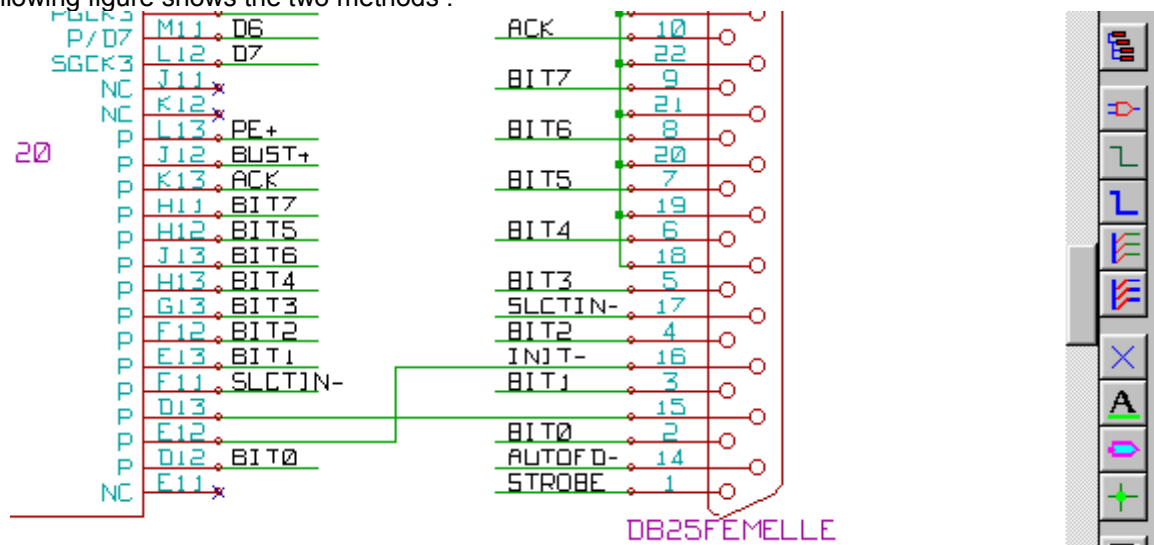 lowing figure shows the two methods :
P/D7 M11 D6 ACK 10
SGCK3 L12 D7 22
NC J11 BIT7 9
NC K12 21
P L13 PE+ BIT6 8
20 P J12 BUST+ 20
P K13 ACK BIT5 7
P H11 BIT7 19
P H12 BIT5 BIT4 6
P J13 BIT6 18
P H13 BIT4 BIT3 5
P G13 BIT3 SLCTIN- 17
P F12 BIT2 BIT2 4
P E13 BIT1 INIT- 16
P F11 SLCTIN- BIT1 3
P D13 15
P E12 BIT0 2
P D12 BIT0 AUTOFD- 14
NC E11 STROBE 1
DB25FEMELLE
A